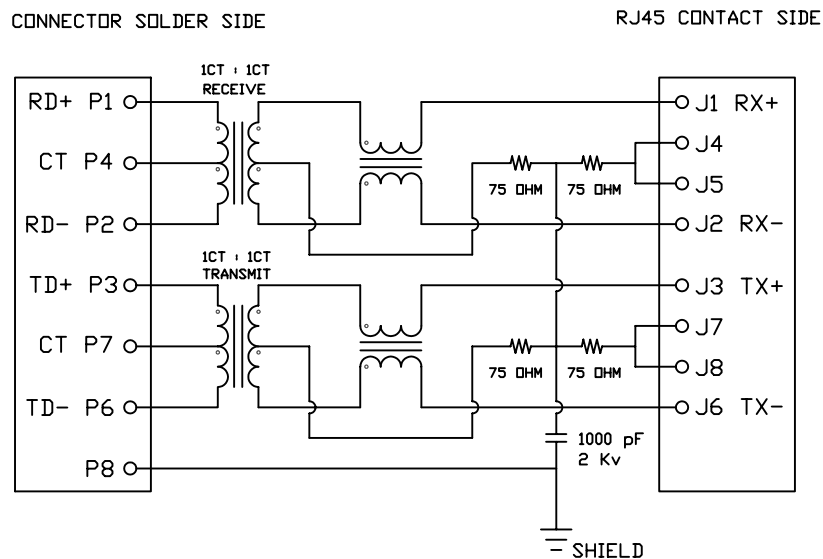 CONNECTOR SOLDER SIDE
RJ45 CONTACT SIDE
1CT : 1CT
RECEIVE
RD+ P1
J1 RX+
J4
CT P4
75 OHM
75 OHM
J5
RD- P2
J2 RX-
1CT : 1CT
TRANSMIT
TD+ P3
J3 TX+
J7
CT P7
75 OHM
75 OHM
J8
TD- P6
J6 TX-
1000 pF
2 Kv
P8
SHIELD